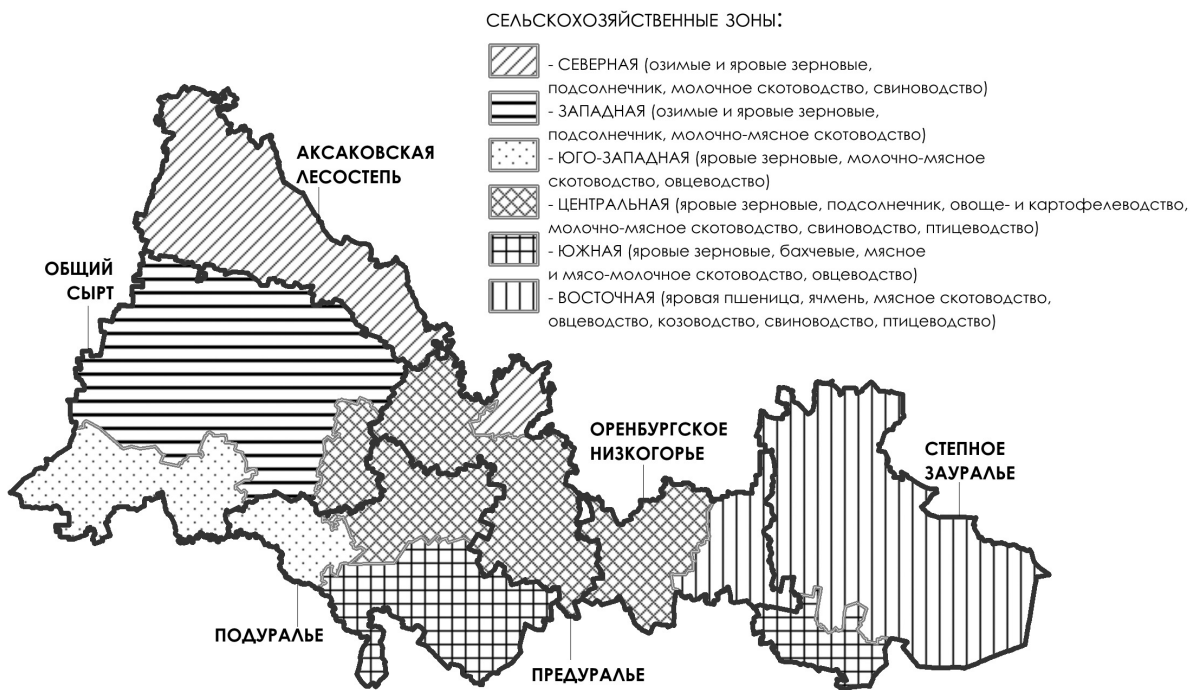 СЕЛЬСКОХОЗЯЙСТВЕННЫЕ ЗОНЫ:
- СЕВЕРНАЯ (озимые и яровые зерновые,
подсолнечник, молочное скотоводство, свиноводство)
- ЗАПАДНАЯ (озимые и яровые зерновые,
подсолнечник, молочно-мясное скотоводство)
- ЮГО-ЗАПАДНАЯ (яровые зерновые, молочно-мясное
скотоводство, овцеводство)
- ЦЕНТРАЛЬНАЯ (яровые зерновые, подсолнечник, овоще- и картофелеводство,
молочно-мясное скотоводство, свиноводство, птицеводство)
- ЮЖНАЯ (яровые зерновые, бахчевые, мясное
и мясо-молочное скотоводство, овцеводство)
- ВОСТОЧНАЯ (яровая пшеница, ячмень, мясное скотоводство,
овцеводство, козоводство, свиноводство, птицеводство)
АКСАКОВСКАЯ
ЛЕСОСТЕПЬ
ОБЩИЙ
СЫРТ
ОРЕНБУРГСКОЕ
НИЗКОГОРЬЕ
СТЕПНОЕ
ЗАУРАЛЬЕ
ПОДУРАЛЬЕ
ПРЕДУРАЛЬЕ